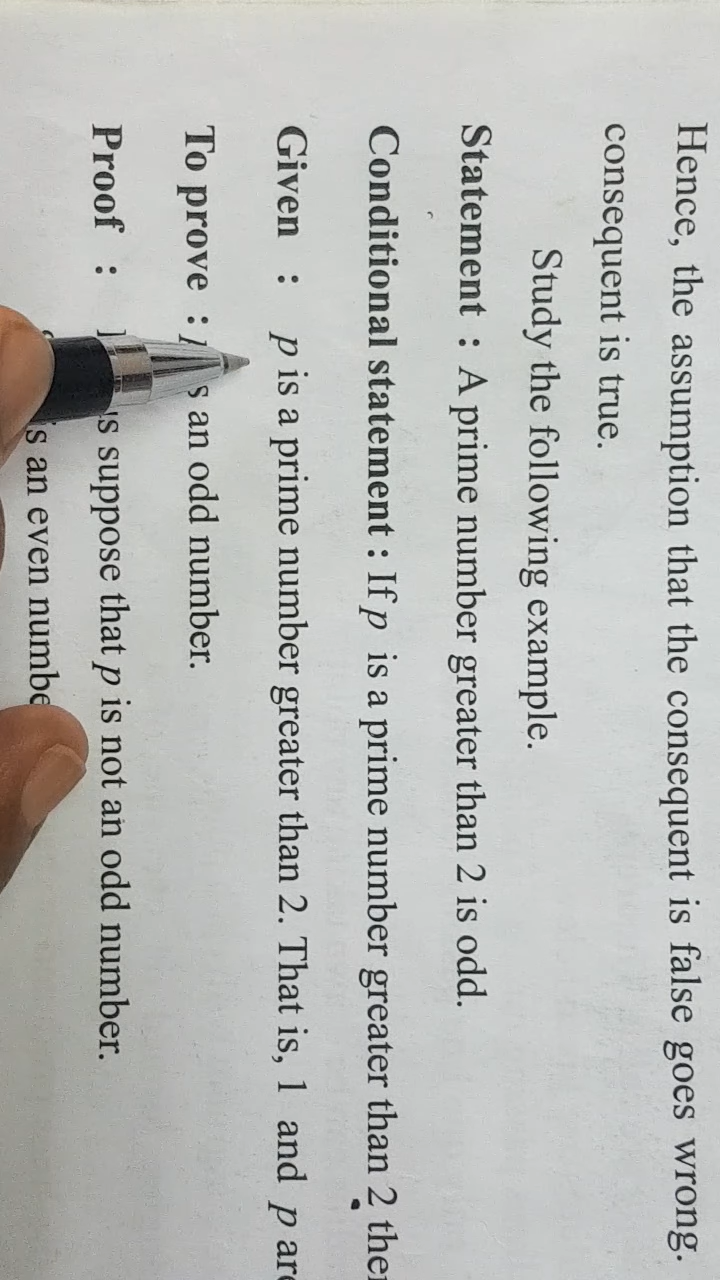 Hence, the assumption that the consequent is false goes wrong.
consequent is true.
Study the following example.
Statement : A prime number greater than 2 is odd.
Conditional statement : If p is a prime number greater than 2
Given : p is a prime number greater than 2. That is, 1 and p
To prove : an odd number.
Proof : suppose that p is not an odd number.
an even